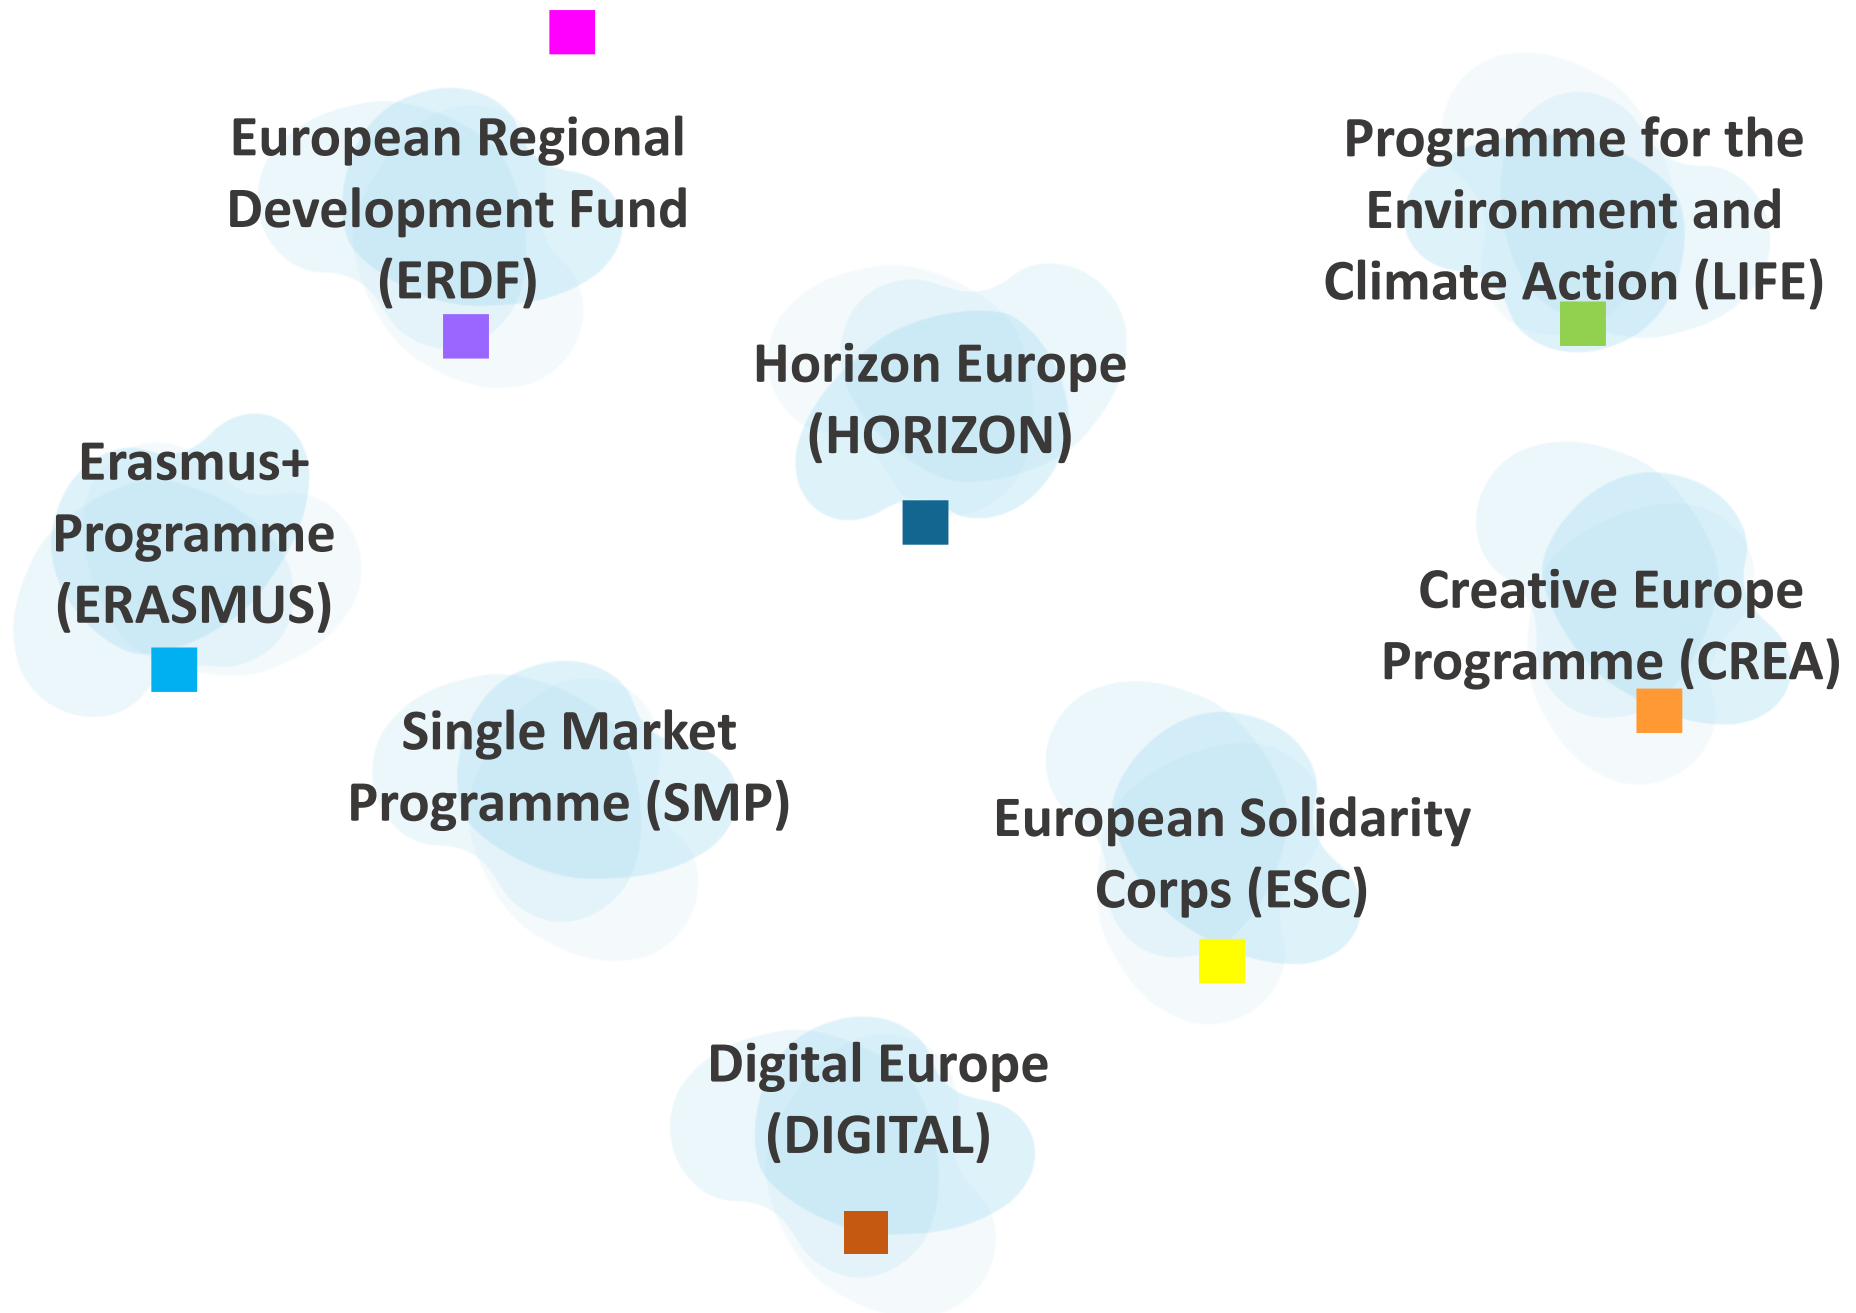 European Regional
Development Fund
(ERDF)
Programme for the
Environment and
Climate Action (LIFE)
Horizon Europe
(HORIZON)
Erasmus+
Programme
(ERASMUS)
Creative Europe
Programme (CREA)
Single Market
Programme (SMP)
European Solidarity
Corps (ESC)
Digital Europe
(DIGITAL)